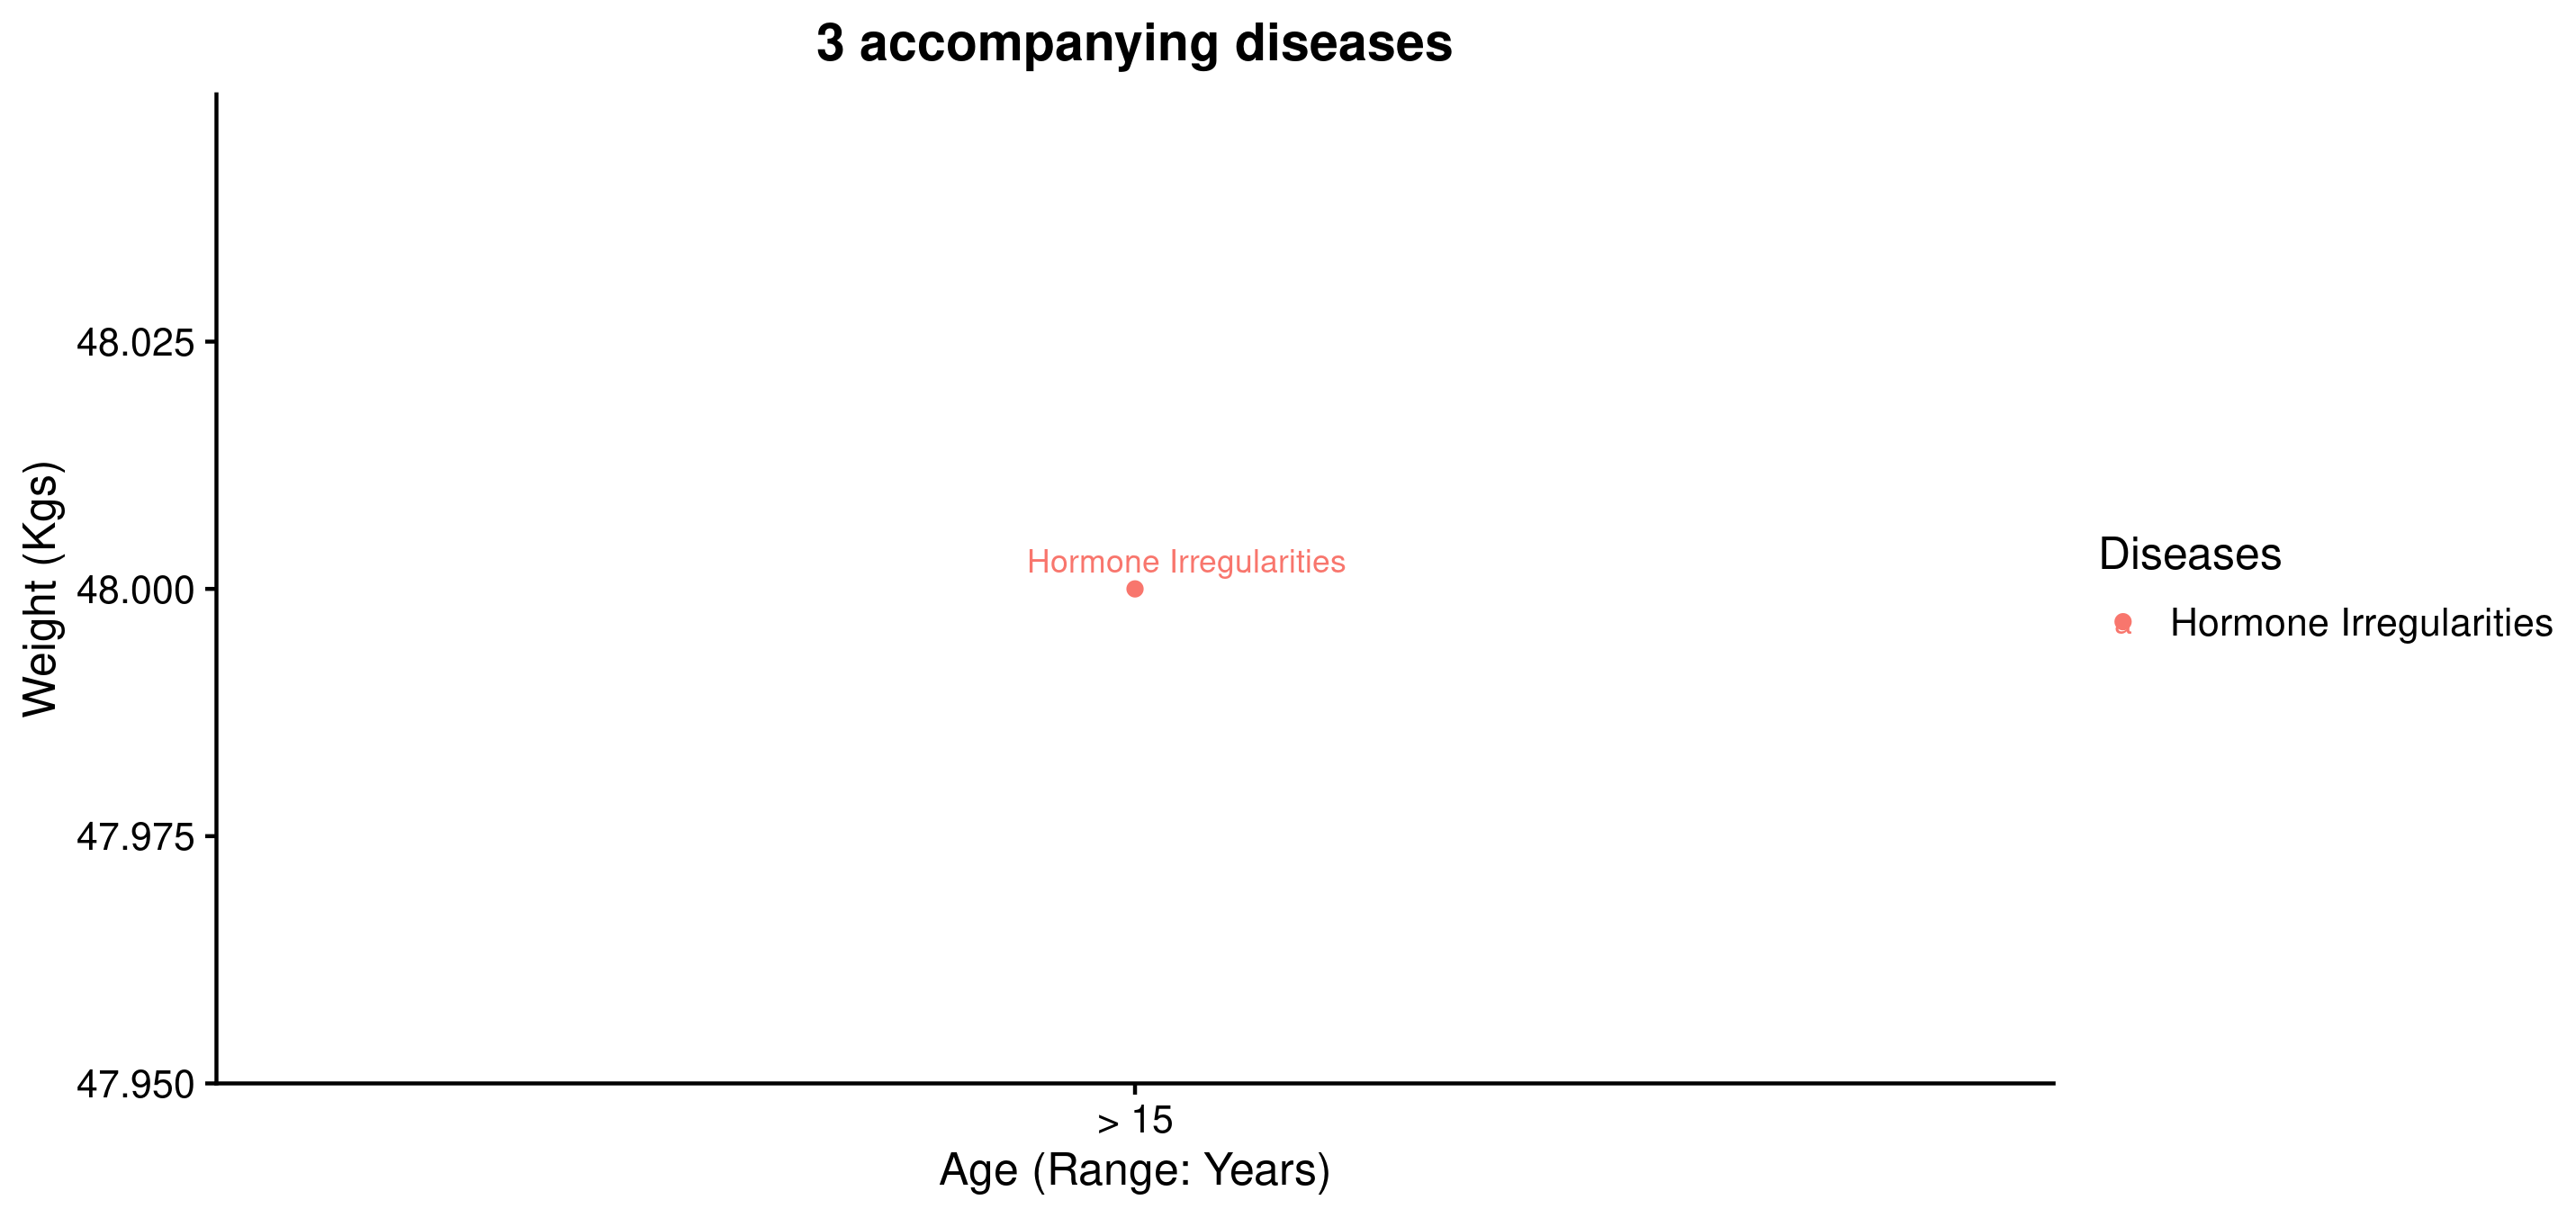 3 accompanying diseases
Weight (Kgs)
48.025
48.000
47.975
47.950
Hormone Irregularities
> 15
Age (Range: Years)
Diseases
Hormone Irregularities